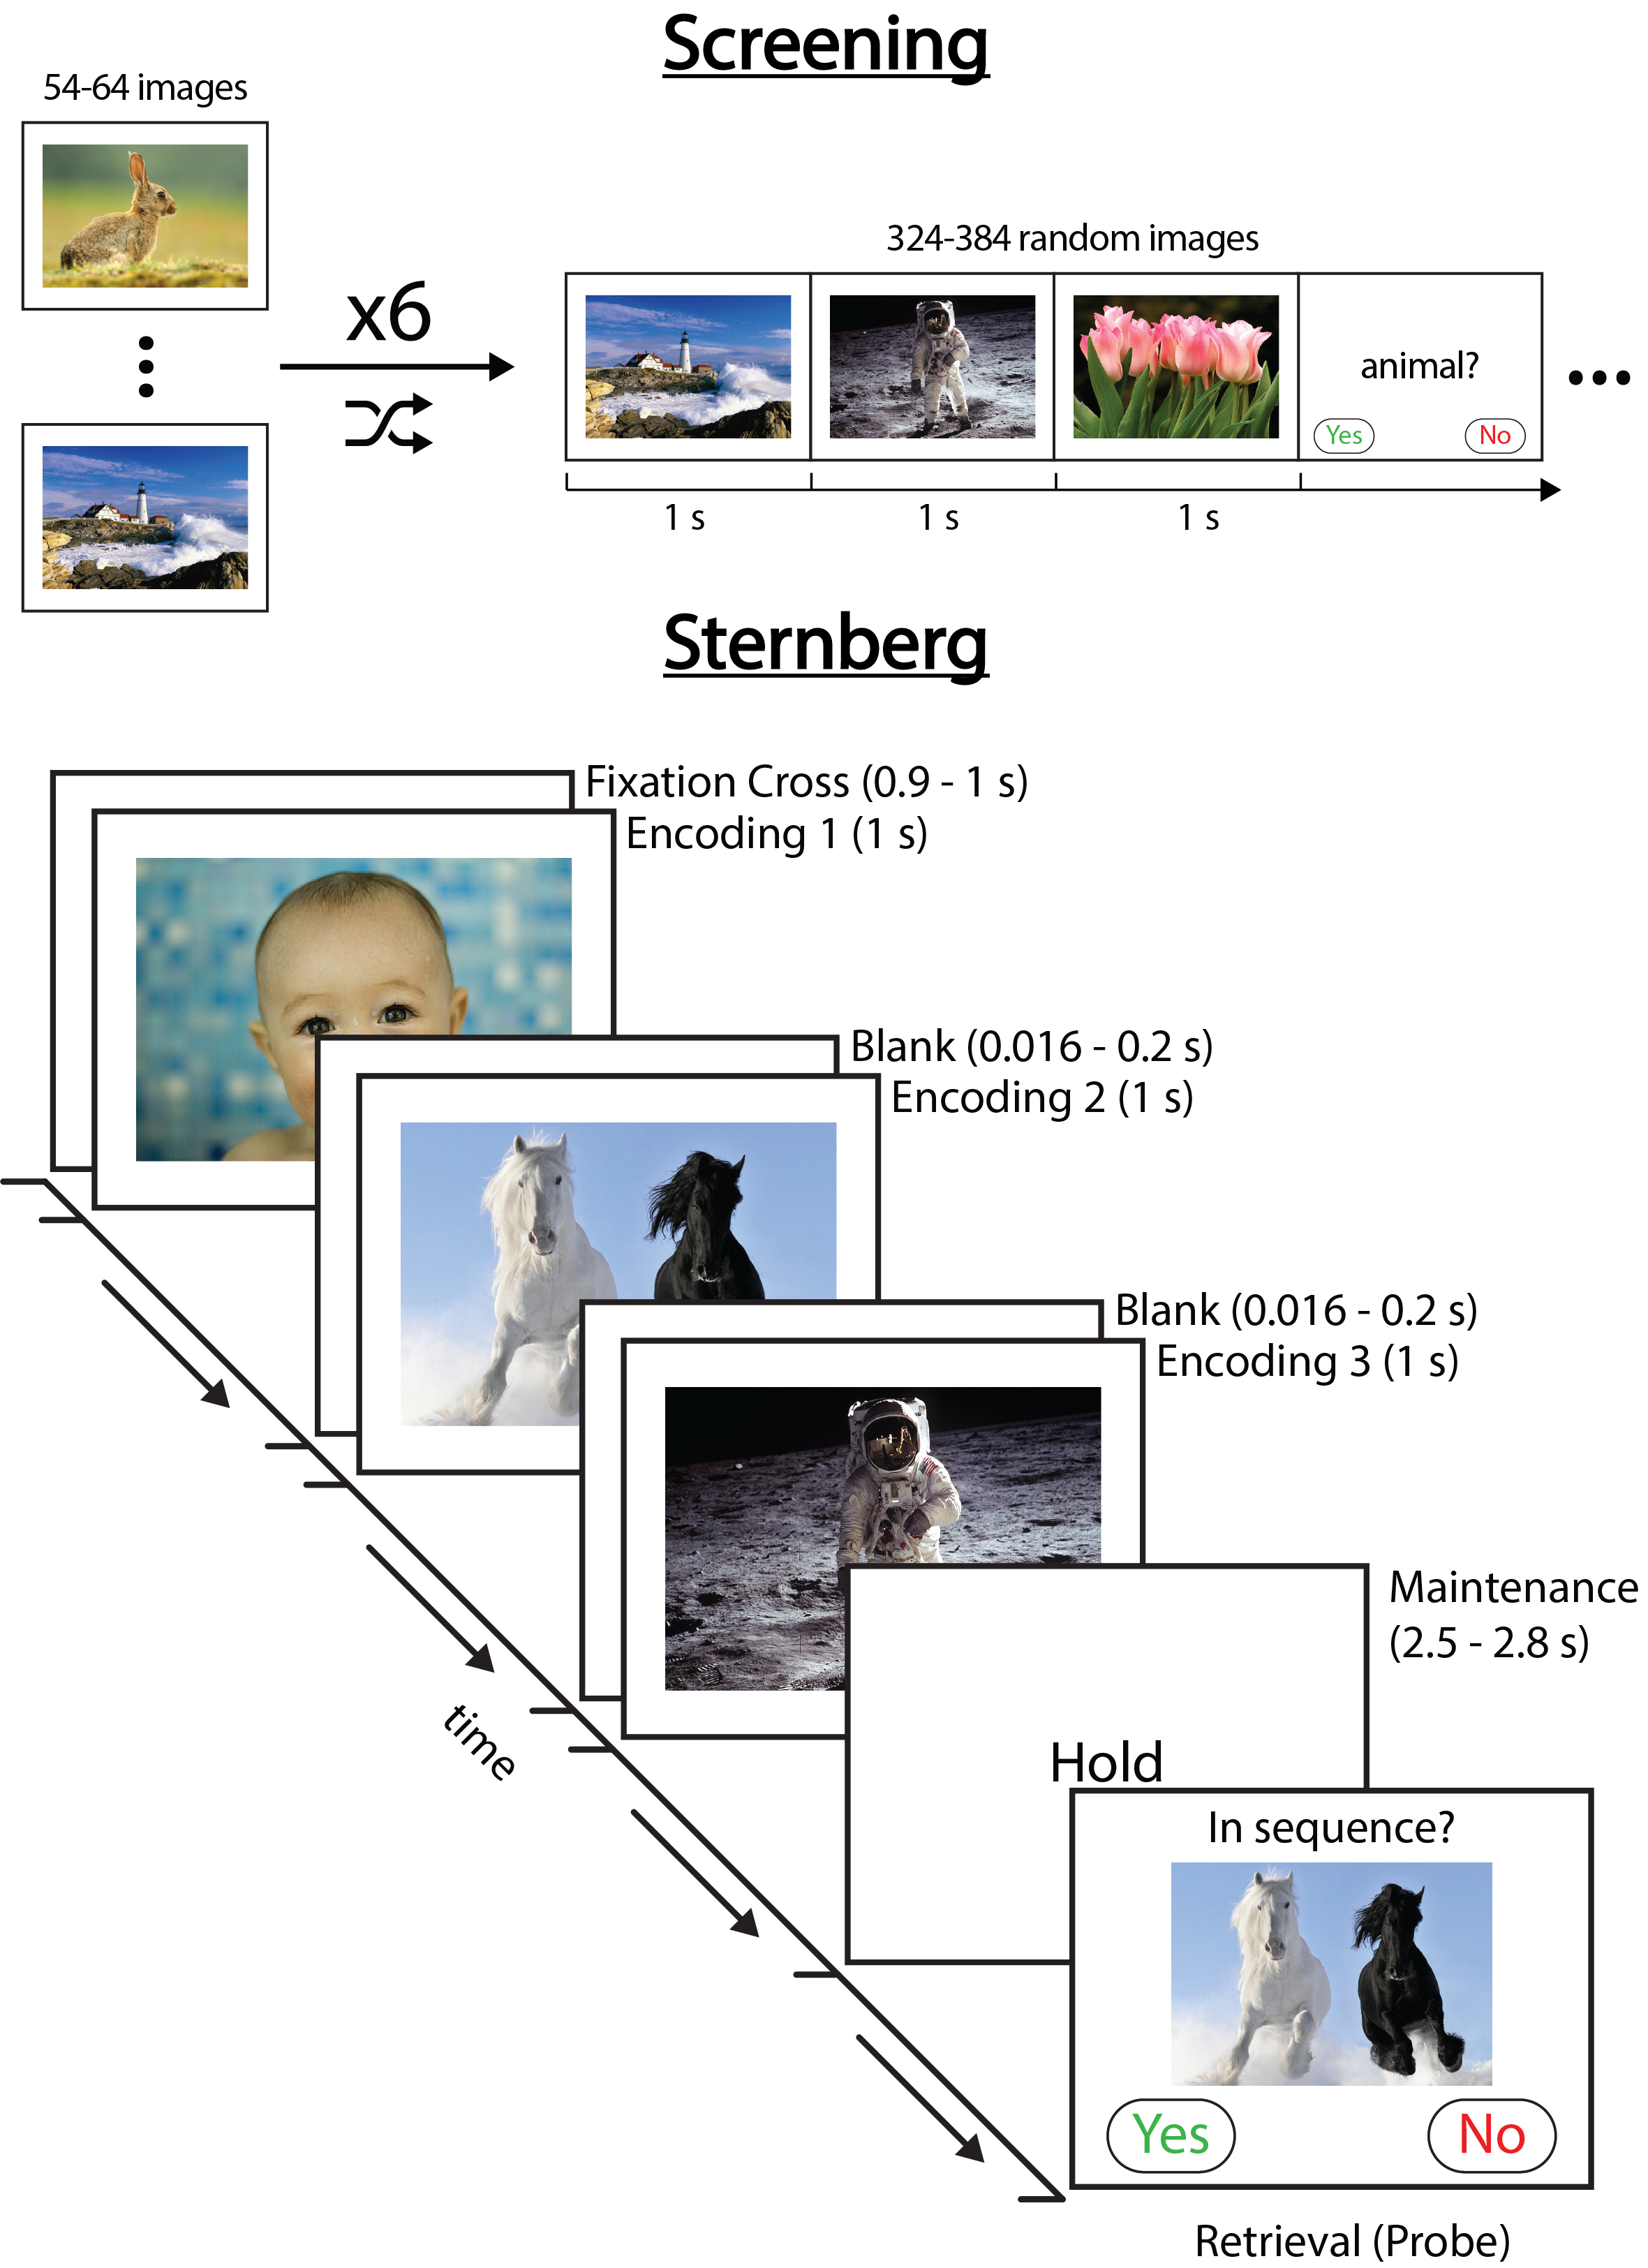 Screening
54-64 images
x6
324-384 random images
animal?
Yes
No
1 s
1 s
1 s
Sternberg
Fixation Cross (0.9 - 1 s)
Encoding 1 (1 s)
Blank (0.016 - 0.2 s)
Encoding 2 (1 s)
Blank (0.016 - 0.2 s)
Encoding 3 (1 s)
Maintenance
(2.5 - 2.8 s)
time
Hold
In sequence?
Yes
No
Retrieval (Probe)